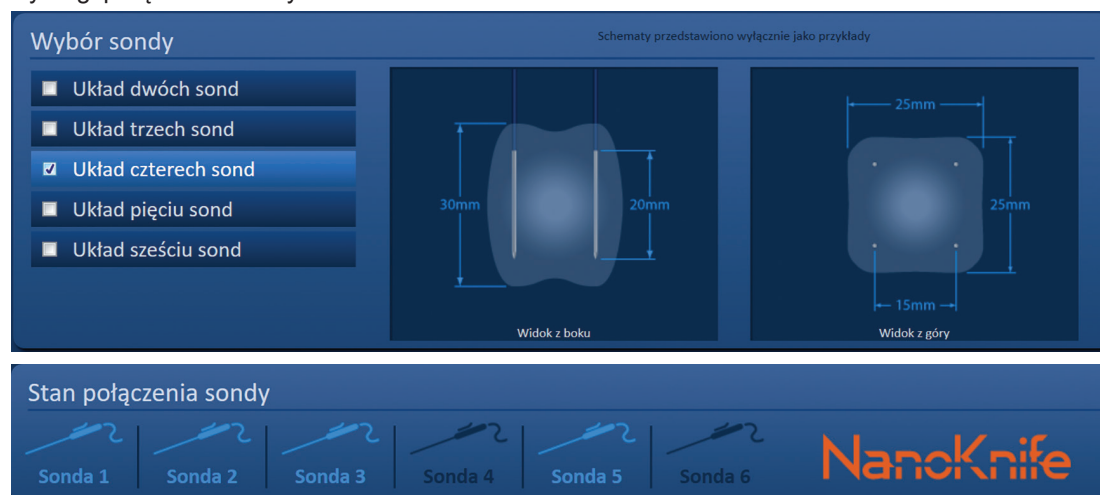 Wybór sondy
Schematy przedstawiono wyłącznie jako przykłady
Układ dwóch sond
Układ trzech sond
Układ czterech sond
Układ pięciu sond
Układ sześciu sond
30mm
20mm
Widok z boku
25mm
25mm
15mm
Widok z góry
Stan połączenia sondy
Sonda 1 Sonda 2 Sonda 3 Sonda 4 Sonda 5 Sonda 6
NanoKnife